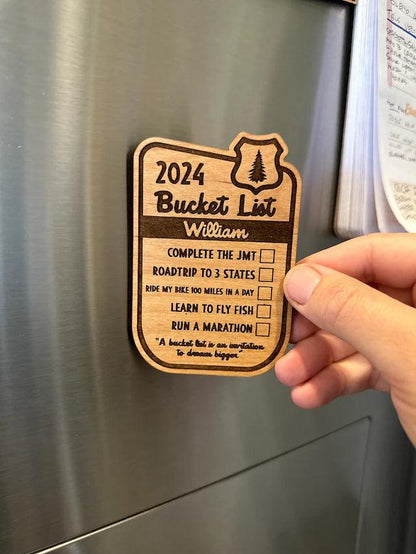 2024
Bucket List
William
COMPLETE THE JMT
ROADTRIP TO 3 STATES
RIDE MY BIKE 100 MILES IN A DAY
LEARN TO FLY FISH
RUN A MARATHON
"A bucket list is an invitation
to dream bigger"